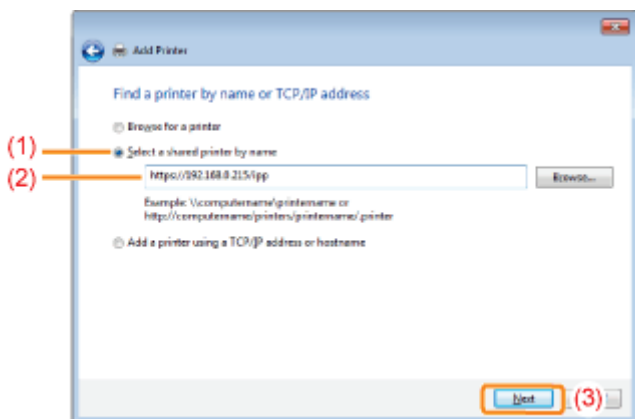 Add Printer
Find a printer by name or TCP/IP address
Browse for a printer
(1)
Select a shared printer by name
(2)
https://192.168.0.215/ipp
Browse...
Example: \\computername\printername or
http://computername/printers/printername/.printer
Add a printer using a TCP/IP address or hostname
Next
(3)